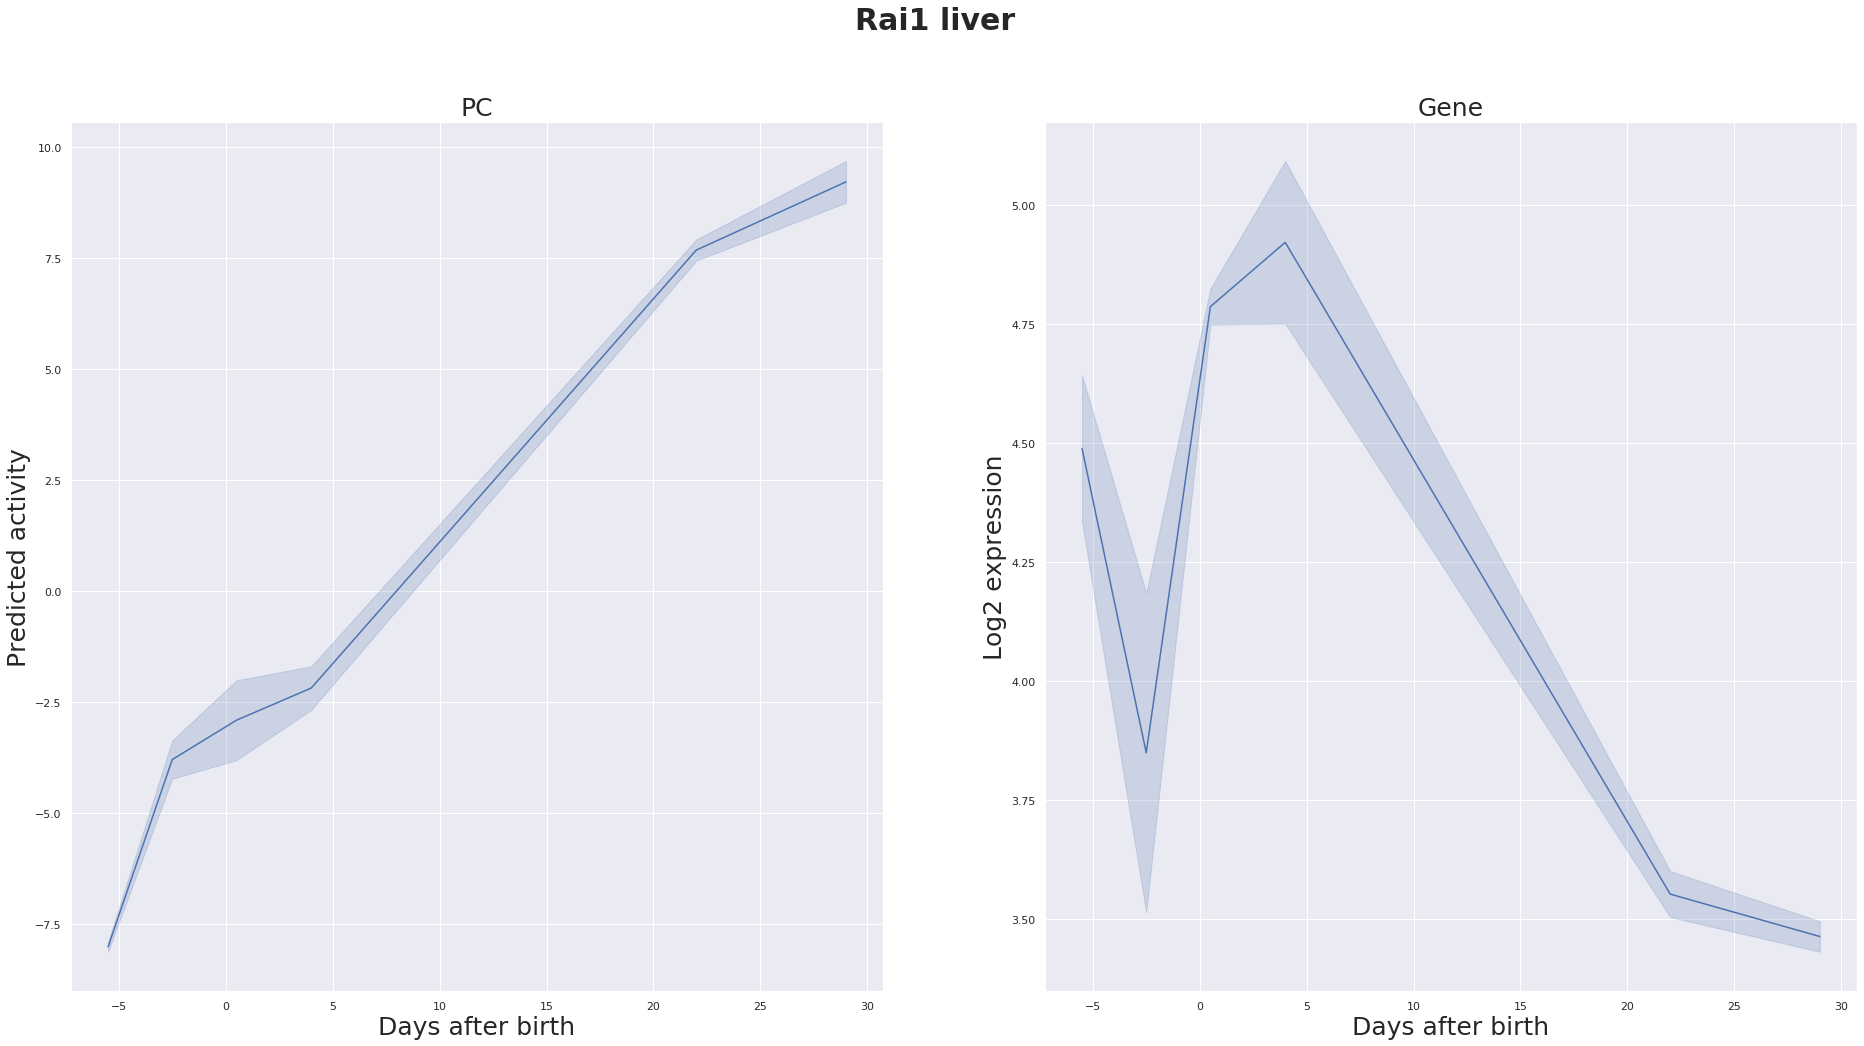 Rai1 liver
PC
Predicted activity
10.0
7.5
5.0
2.5
0.0
−2.5
−5.0
−7.5
−5 0 5 10 15 20 25 30
Days after birth
Gene
Log2 expression
5.00
4.75
4.50
4.25
4.00
3.75
3.50
−5 0 5 10 15 20 25 30
Days after birth